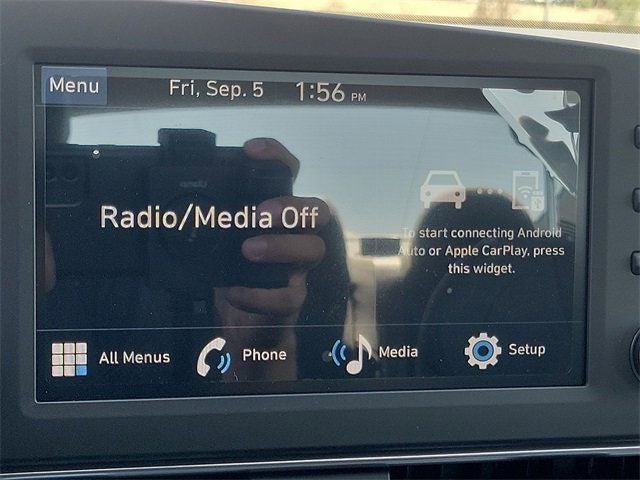 Menu
Fri, Sep. 5
1:56 PM
Radio/Media Off
To start connecting Android
Auto or Apple CarPlay, press
this widget.
All Menus
Phone
Media
Setup